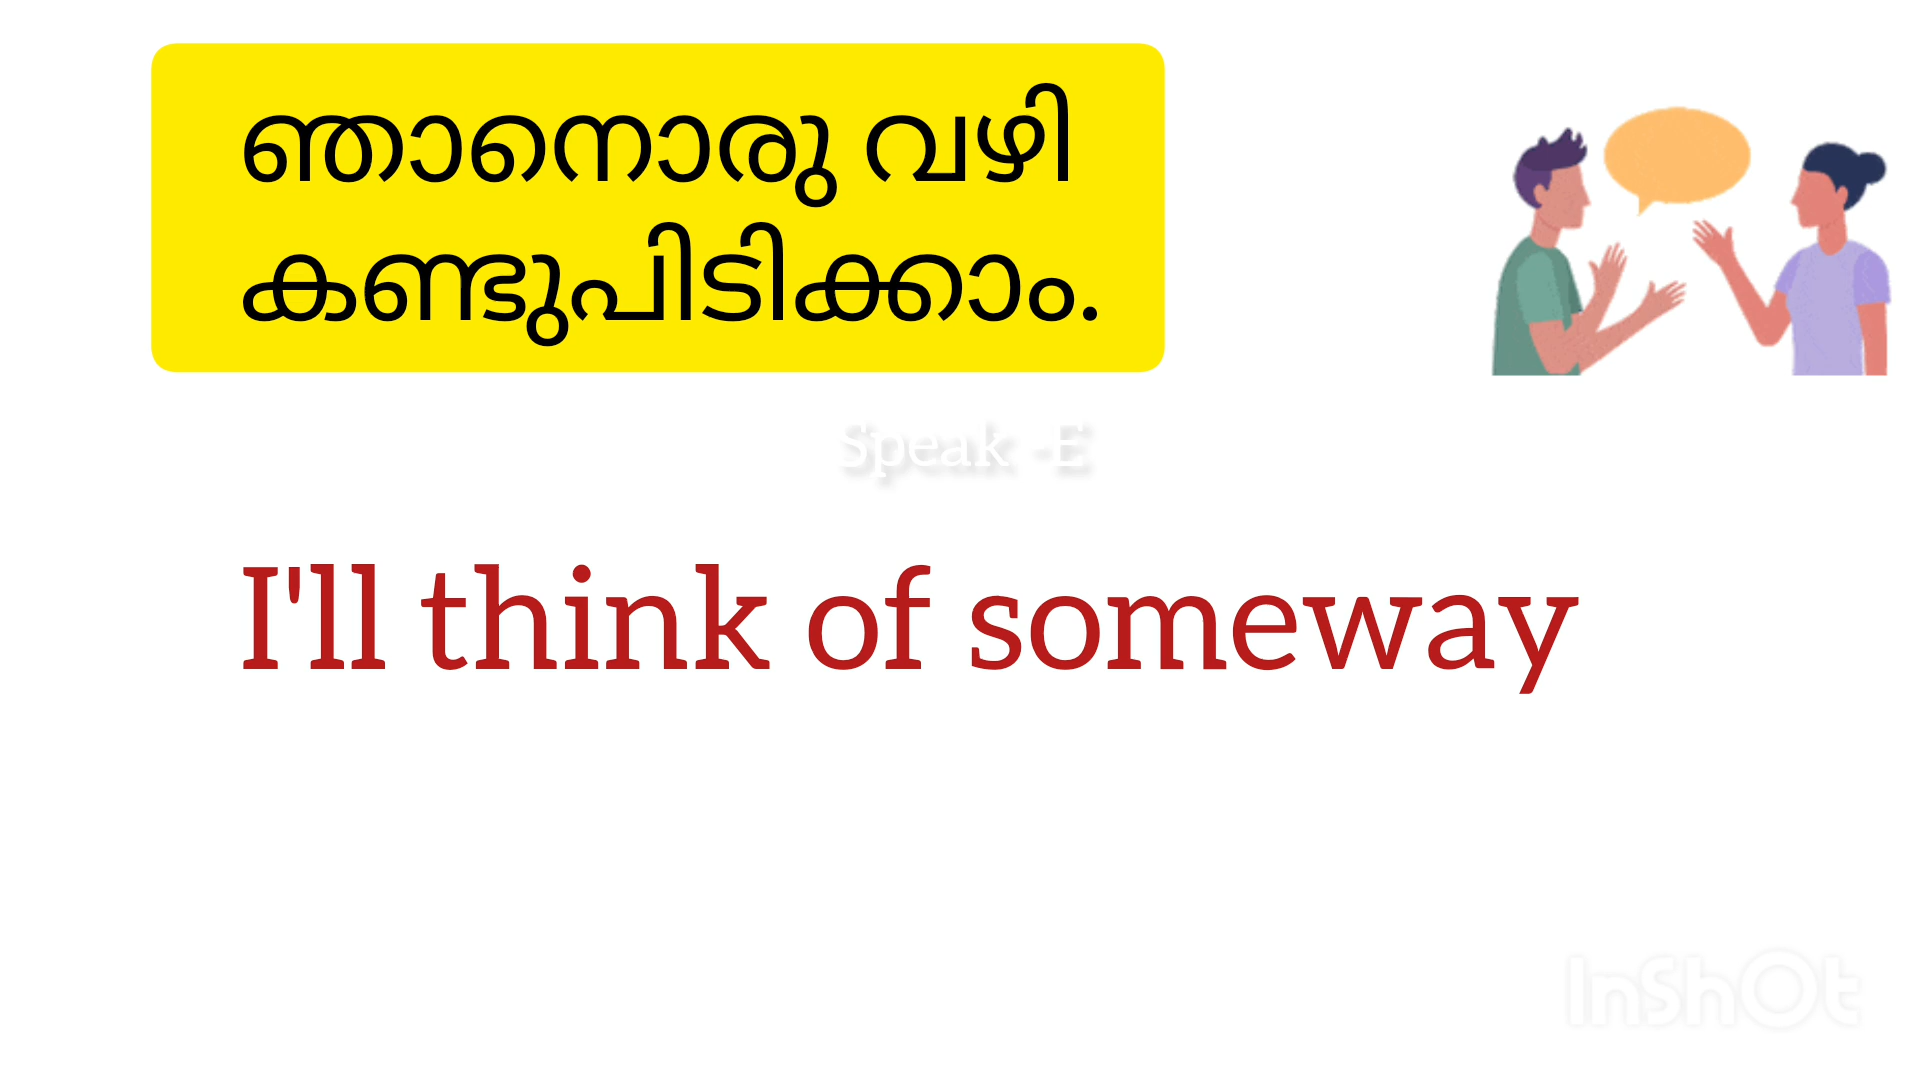 ഞാനൊരു വഴി
കണ്ടുപിടിക്കാം.
Speak -E
I'll think of someway
InShOt